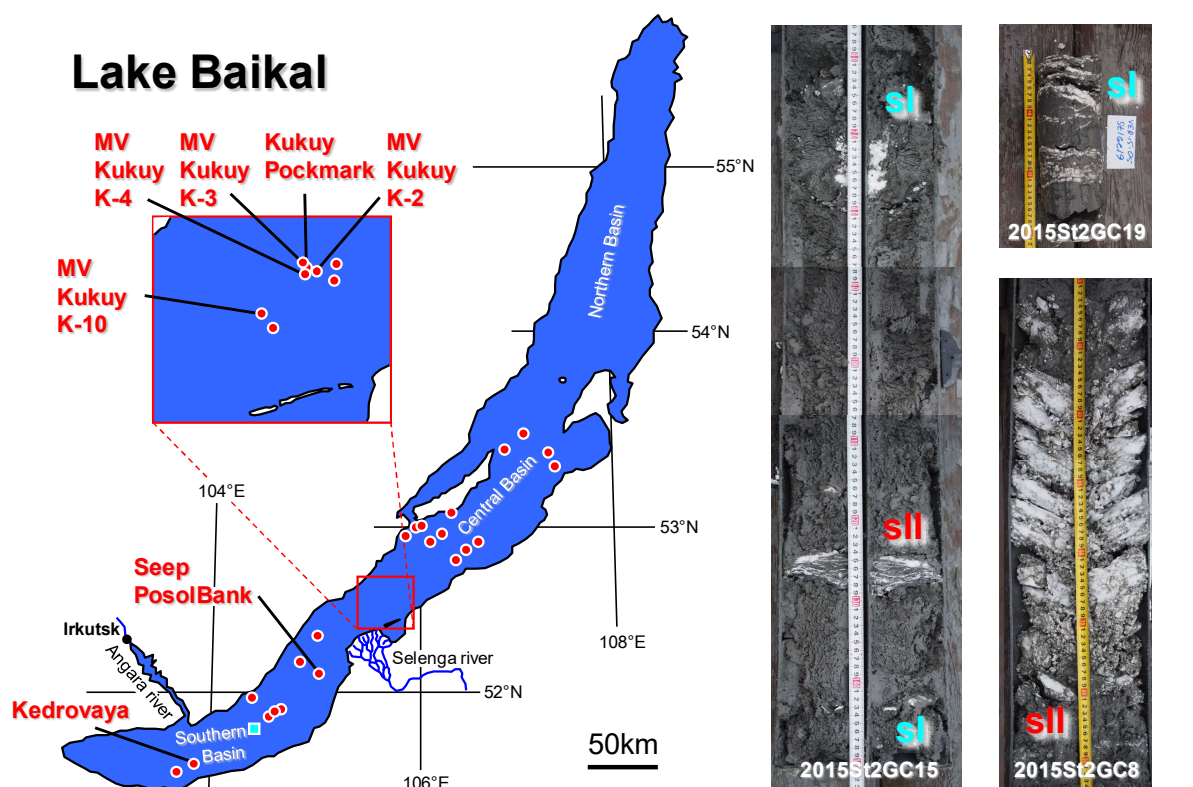 Lake Baikal
MV
Kukuy
K-4
MV
Kukuy
K-3
Kukuy
Pockmark
MV
Kukuy
K-2
MV
Kukuy
K-10
55°N
Northern Basin
54°N
104°E
Central Basin
53°N
Seep
PosolBank
108°E
Irkutsk
Angara river
Selenga river
52°N
Kedrovaya
Southern
Basin
50km
106°E
sI
sII
sI
2015St2GC15
sI
2015St2GC19
sII
2015St2GC8